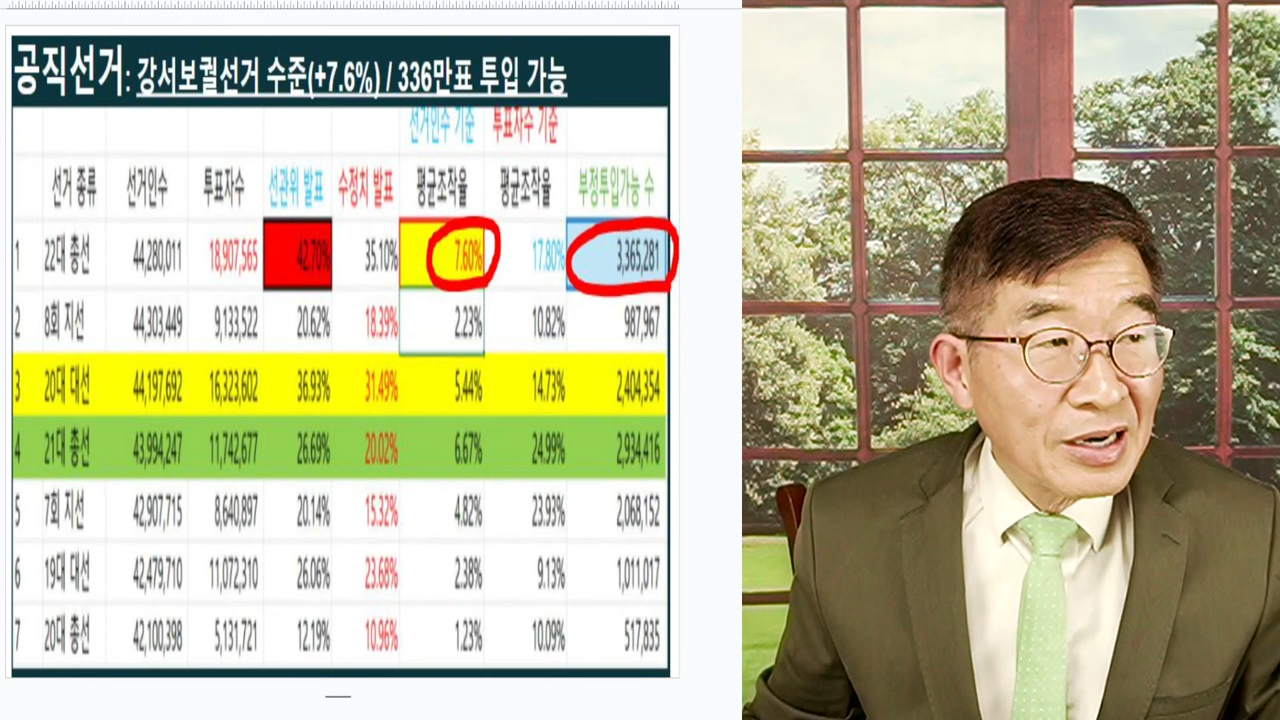 공직선거: 강서보궐선거 수준(+7.6%) / 336만표 투입 가능
선거인수 기준 투표자수 기준
선거 종류 선거인수 투표자수 선관위 발표 수정치 발표 평균조작율 평균조작율 부정투입가능 수
1 22대 총선 44,280,011 18,907,565 42.70% 35.10% 7.60% 17.80% 3,365,281
2 8회 지선 44,303,449 9,133,522 20.62% 18.39% 2.23% 10.82% 987,967
3 20대 대선 44,197,692 16,323,602 36.93% 31.49% 5.44% 14.73% 2,404,354
4 21대 총선 43,994,247 11,742,677 26.69% 20.02% 6.67% 24.99% 2,934,416
5 7회 지선 42,907,715 8,640,897 20.14% 15.32% 4.82% 23.93% 2,068,152
6 19대 대선 42,479,710 11,072,310 26.06% 23.68% 2.38% 9.13% 1,011,017
7 20대 총선 42,100,398 5,131,721 12.19% 10.96% 1.23% 10.09% 517,835